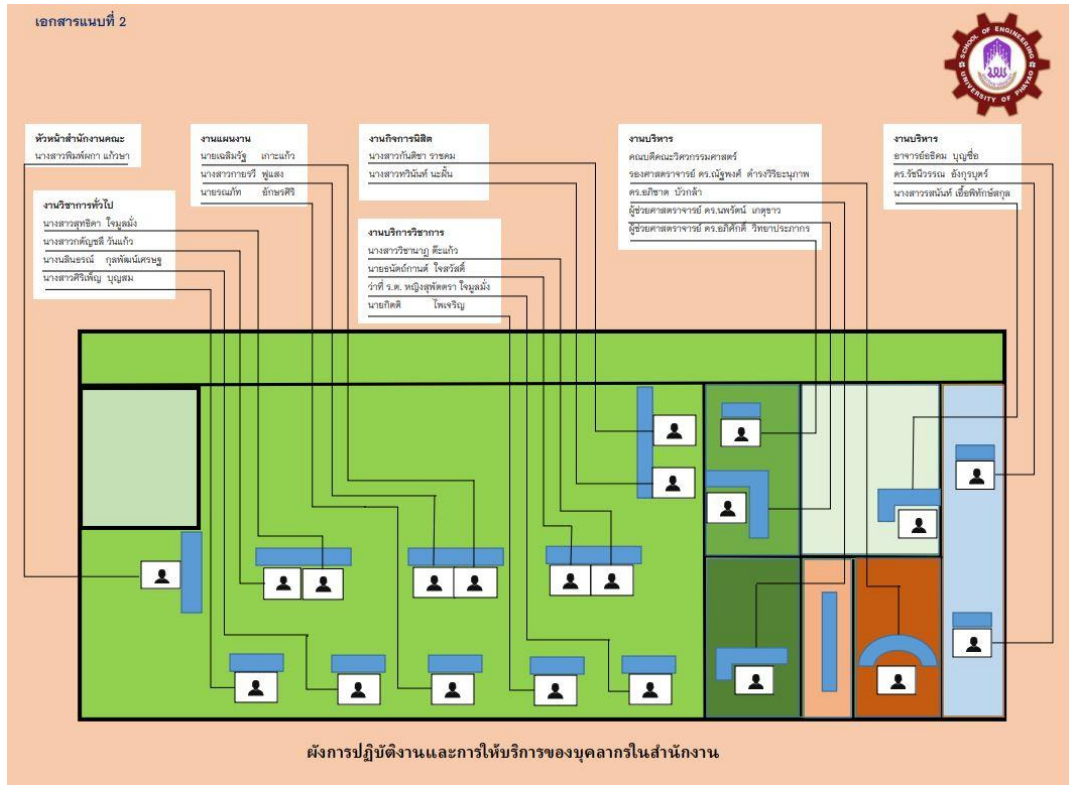 เอกสารแนบที่ 2
SCHOOL OF ENGINEERING
UNIVERSITY OF PHAYAO
หัวหน้าสำนักงานคณะ
นางสาวพิมพ์ผกา แก้วษา
งานวิชาการทั่วไป
นางสาวสุทธิดา ใจมูลมั่ง
นางสาวกตัญชลี วันแก้ว
นางนลินธรณ์ กุลพัฒน์เศรษฐ
นางสาวศิริเพ็ญ บุญสม
งานแผนงาน
นายเฉลิมรัฐ เกาะแก้ว
นางสาวกายรวี ฟูแสง
นายรณภัท อักษรศิริ
งานกิจการนิสิต
นางสาวกันติชา ราชคม
นางสาวทวินันท์ นะฝั้น
งานบริการวิชาการ
นางสาววิชานาฏ ต๊ะแก้ว
นายธนัตถ์กานต์ ใจสวัสดิ์
ว่าที่ ร.ต. หญิงสุพัตตรา ใจมูลมั่ง
นายกิตติ ไพเจริญ
งานบริหาร
คณบดีคณะวิศวกรรมศาสตร์
รองศาสตราจารย์ ดร.ณัฐพงศ์ ดำรงวิริยะนุภาพ
ดร.อภิชาต บัวกล้า
ผู้ช่วยศาสตราจารย์ ดร.นพรัตน์ เกตุขาว
ผู้ช่วยศาสตราจารย์ ดร.อภิศักดิ์ วิทยาประภากร
งานบริหาร
อาจารย์อธิคม บุญซื่อ
ดร.รัชนีวรรณ อังกุรบุตร์
นางสาวรสนันท์ เอื้อพิทักษ์สกุล
ผังการปฏิบัติงานและการให้บริการของบุคลากรในสำนักงาน